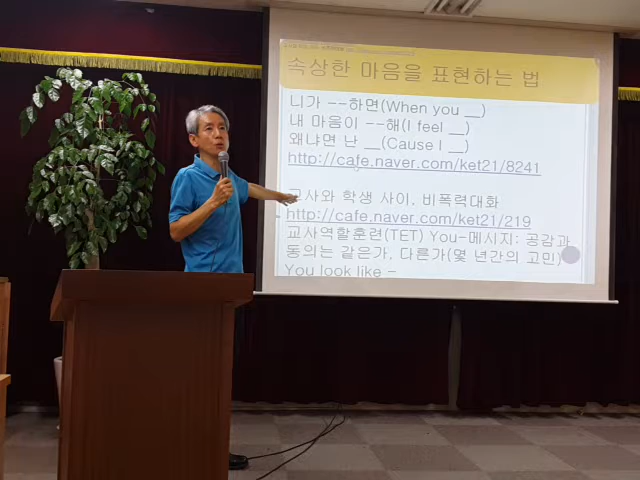 속상한 마음을 표현하는 법
니가 --하면(When you __)
내 마음이 --해(I feel __)
왜냐면 난 __(Cause I __)
http://cafe.naver.com/ket21/8241
교사와 학생 사이. 비폭력대화
http://cafe.naver.com/ket21/219
교사역할훈련(TET) You-메시지: 공감과
동의는 같은가, 다른가(몇 년간의 고민)
You look like -